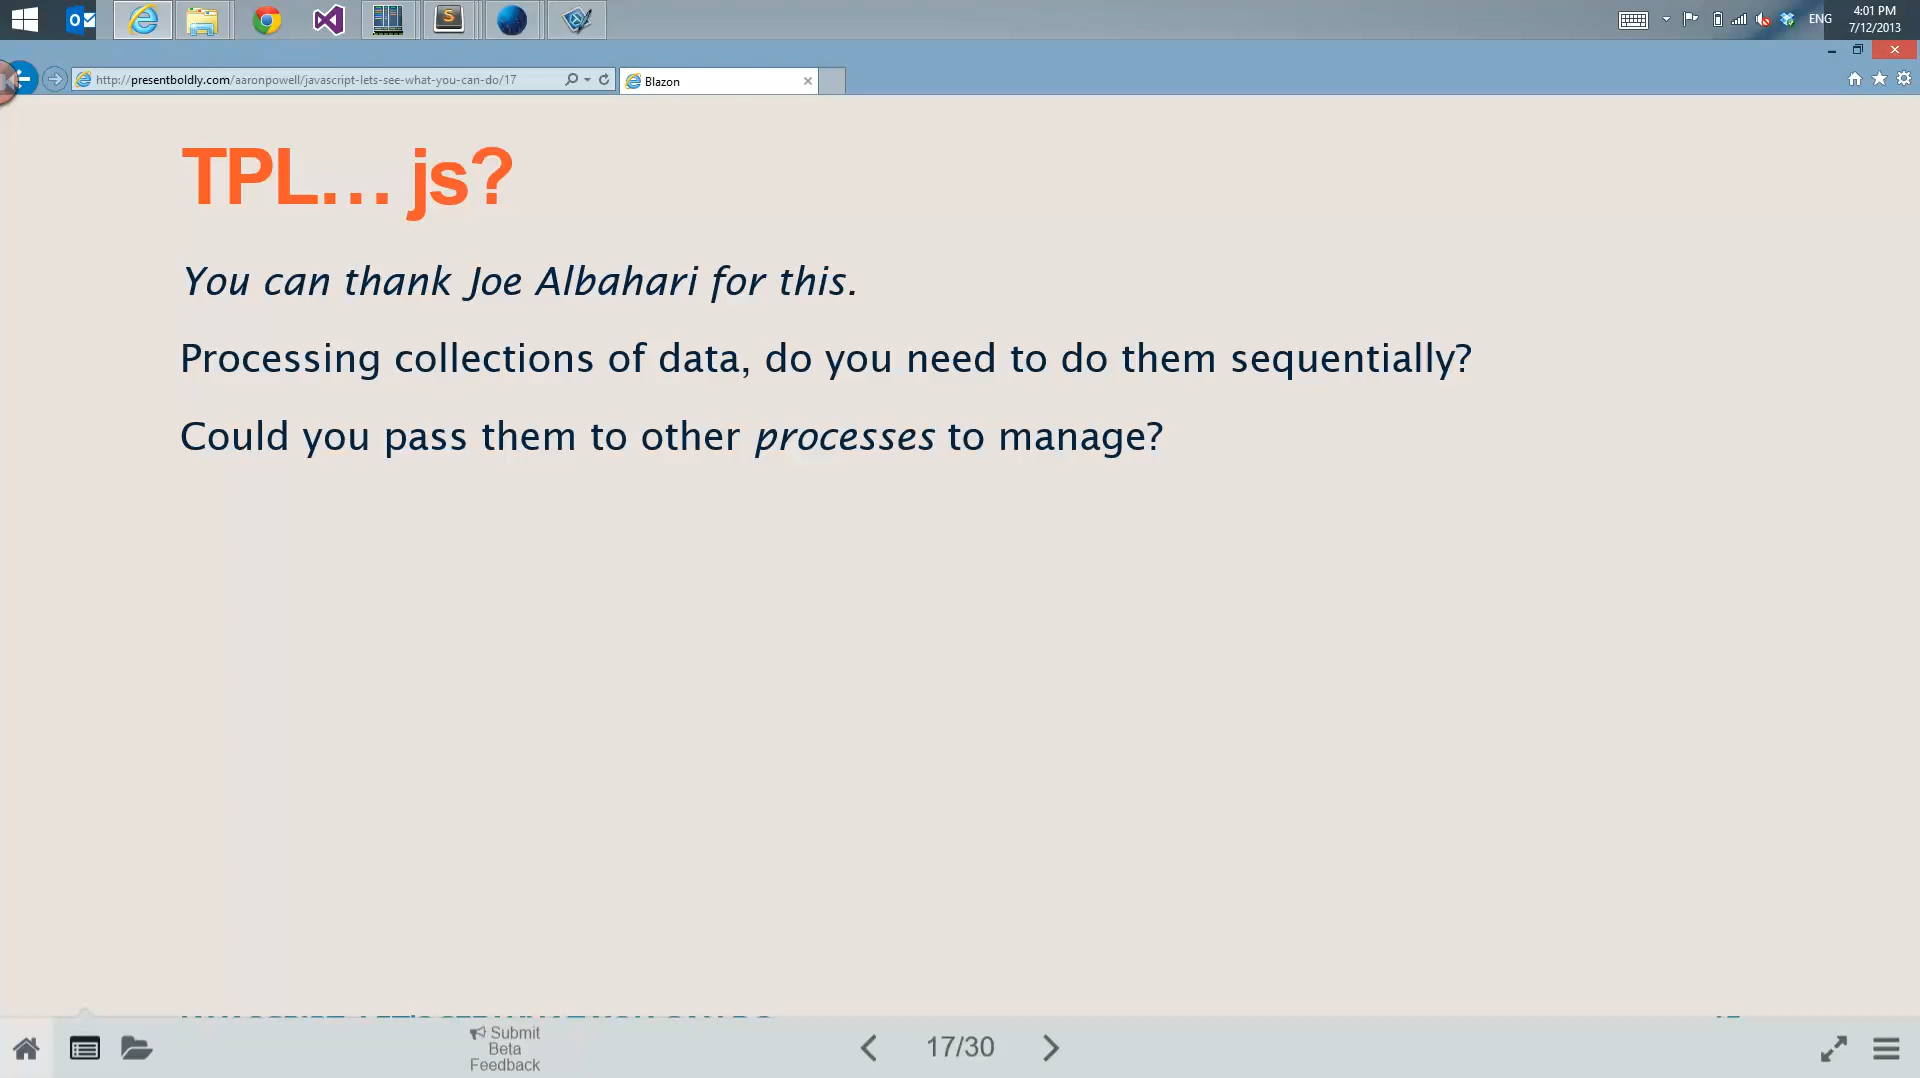 ENG
4:01 PM
7/12/2013
http://presentboldly.com/aaronpowell/javascript-lets-see-what-you-can-do/17
Blazon
TPL... js?
You can thank Joe Albahari for this.
Processing collections of data, do you need to do them sequentially?
Could you pass them to other processes to manage?
Submit
Beta
Feedback
17/30